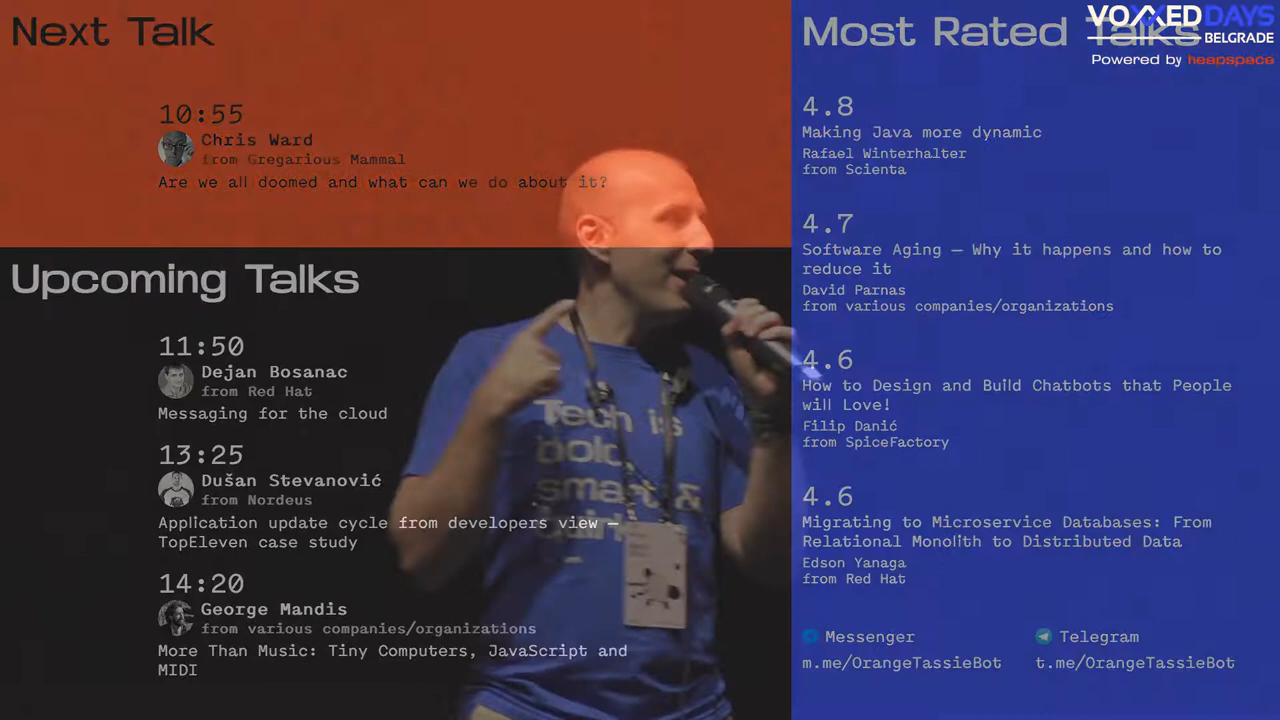 Next Talk
10:55
Chris Ward
from Gregarious Mammal
Are we all doomed and what can we do about it?
Upcoming Talks
11:50
Dejan Bosanac
from Red Hat
Messaging for the cloud
13:25
Dušan Stevanović
from Nordeus
Application update cycle from developers view —
TopEleven case study
14:20
George Mandis
from various companies/organizations
More Than Music: Tiny Computers, JavaScript and
MIDI
Tech is
bold,
smart &
Most Rated Talks
4.8
Making Java more dynamic
Rafael Winterhalter
from Scienta
4.7
Software Aging — Why it happens and how to
reduce it
David Parnas
from various companies/organizations
4.6
How to Design and Build Chatbots that People
will Love!
Filip Danić
from SpiceFactory
4.6
Migrating to Microservice Databases: From
Relational Monolith to Distributed Data
Edson Yanaga
from Red Hat
Messenger
m.me/OrangeTassieBot
Telegram
t.me/OrangeTassieBot
VOXXED DAYS
BELGRADE
Powered by heapspace